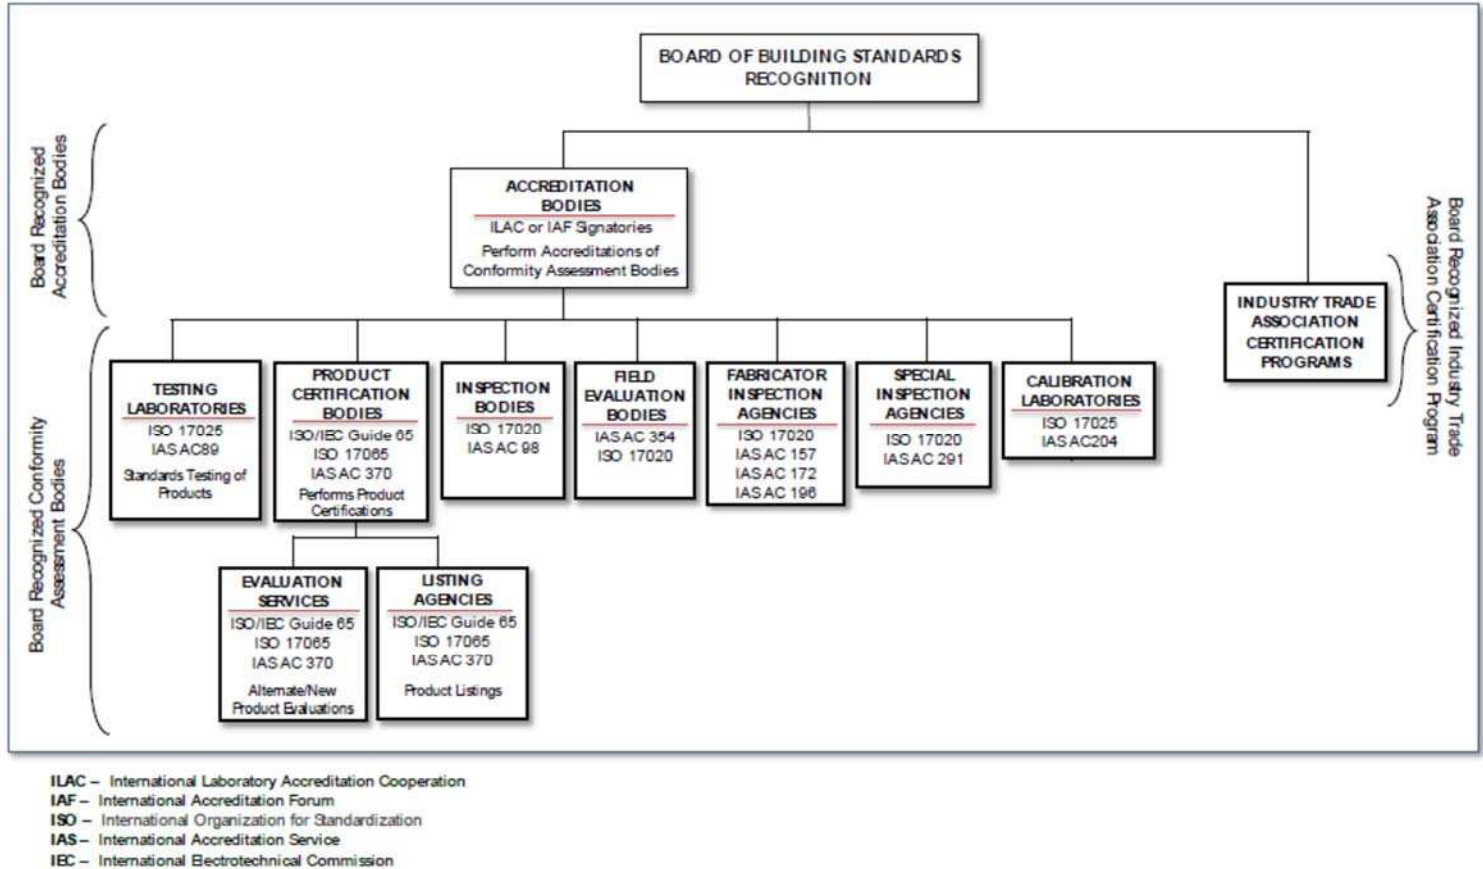 BOARD OF BUILDING STANDARDS
RECOGNITION
Board Recognized
Accreditation Bodies
ACCREDITATION
BODIES
ILAC or IAF Signatories
Perform Accreditations of
Conformity Assessment Bodies
Board Recognized Industry Trade
Association Certification Program
INDUSTRY TRADE
ASSOCIATION
CERTIFICATION
PROGRAMS
Board Recognized Conformity
Assessment Bodies
TESTING
LABORATORIES
ISO 17025
IAS AC89
Standards Testing of
Products
PRODUCT
CERTIFICATION
BODIES
ISO/IEC Guide 65
ISO 17065
IAS AC 370
Performs Product
Certifications
INSPECTION
BODIES
ISO 17020
IAS AC 98
FIELD
EVALUATION
BODIES
IAS AC 354
ISO 17020
FABRICATOR
INSPECTION
AGENCIES
ISO 17020
IAS AC 157
IAS AC 172
IAS AC 196
SPECIAL
INSPECTION
AGENCIES
ISO 17020
IAS AC 291
CALIBRATION
LABORATORIES
ISO 17025
IAS AC204
EVALUATION
SERVICES
ISO/IEC Guide 65
ISO 17065
IAS AC 370
Alternate/New
Product Evaluations
LISTING
AGENCIES
ISO/IEC Guide 65
ISO 17065
IAS AC 370
Product Listings
ILAC – International Laboratory Accreditation Cooperation
IAF – International Accreditation Forum
ISO – International Organization for Standardization
IAS – International Accreditation Service
IEC – International Electrotechnical Commission